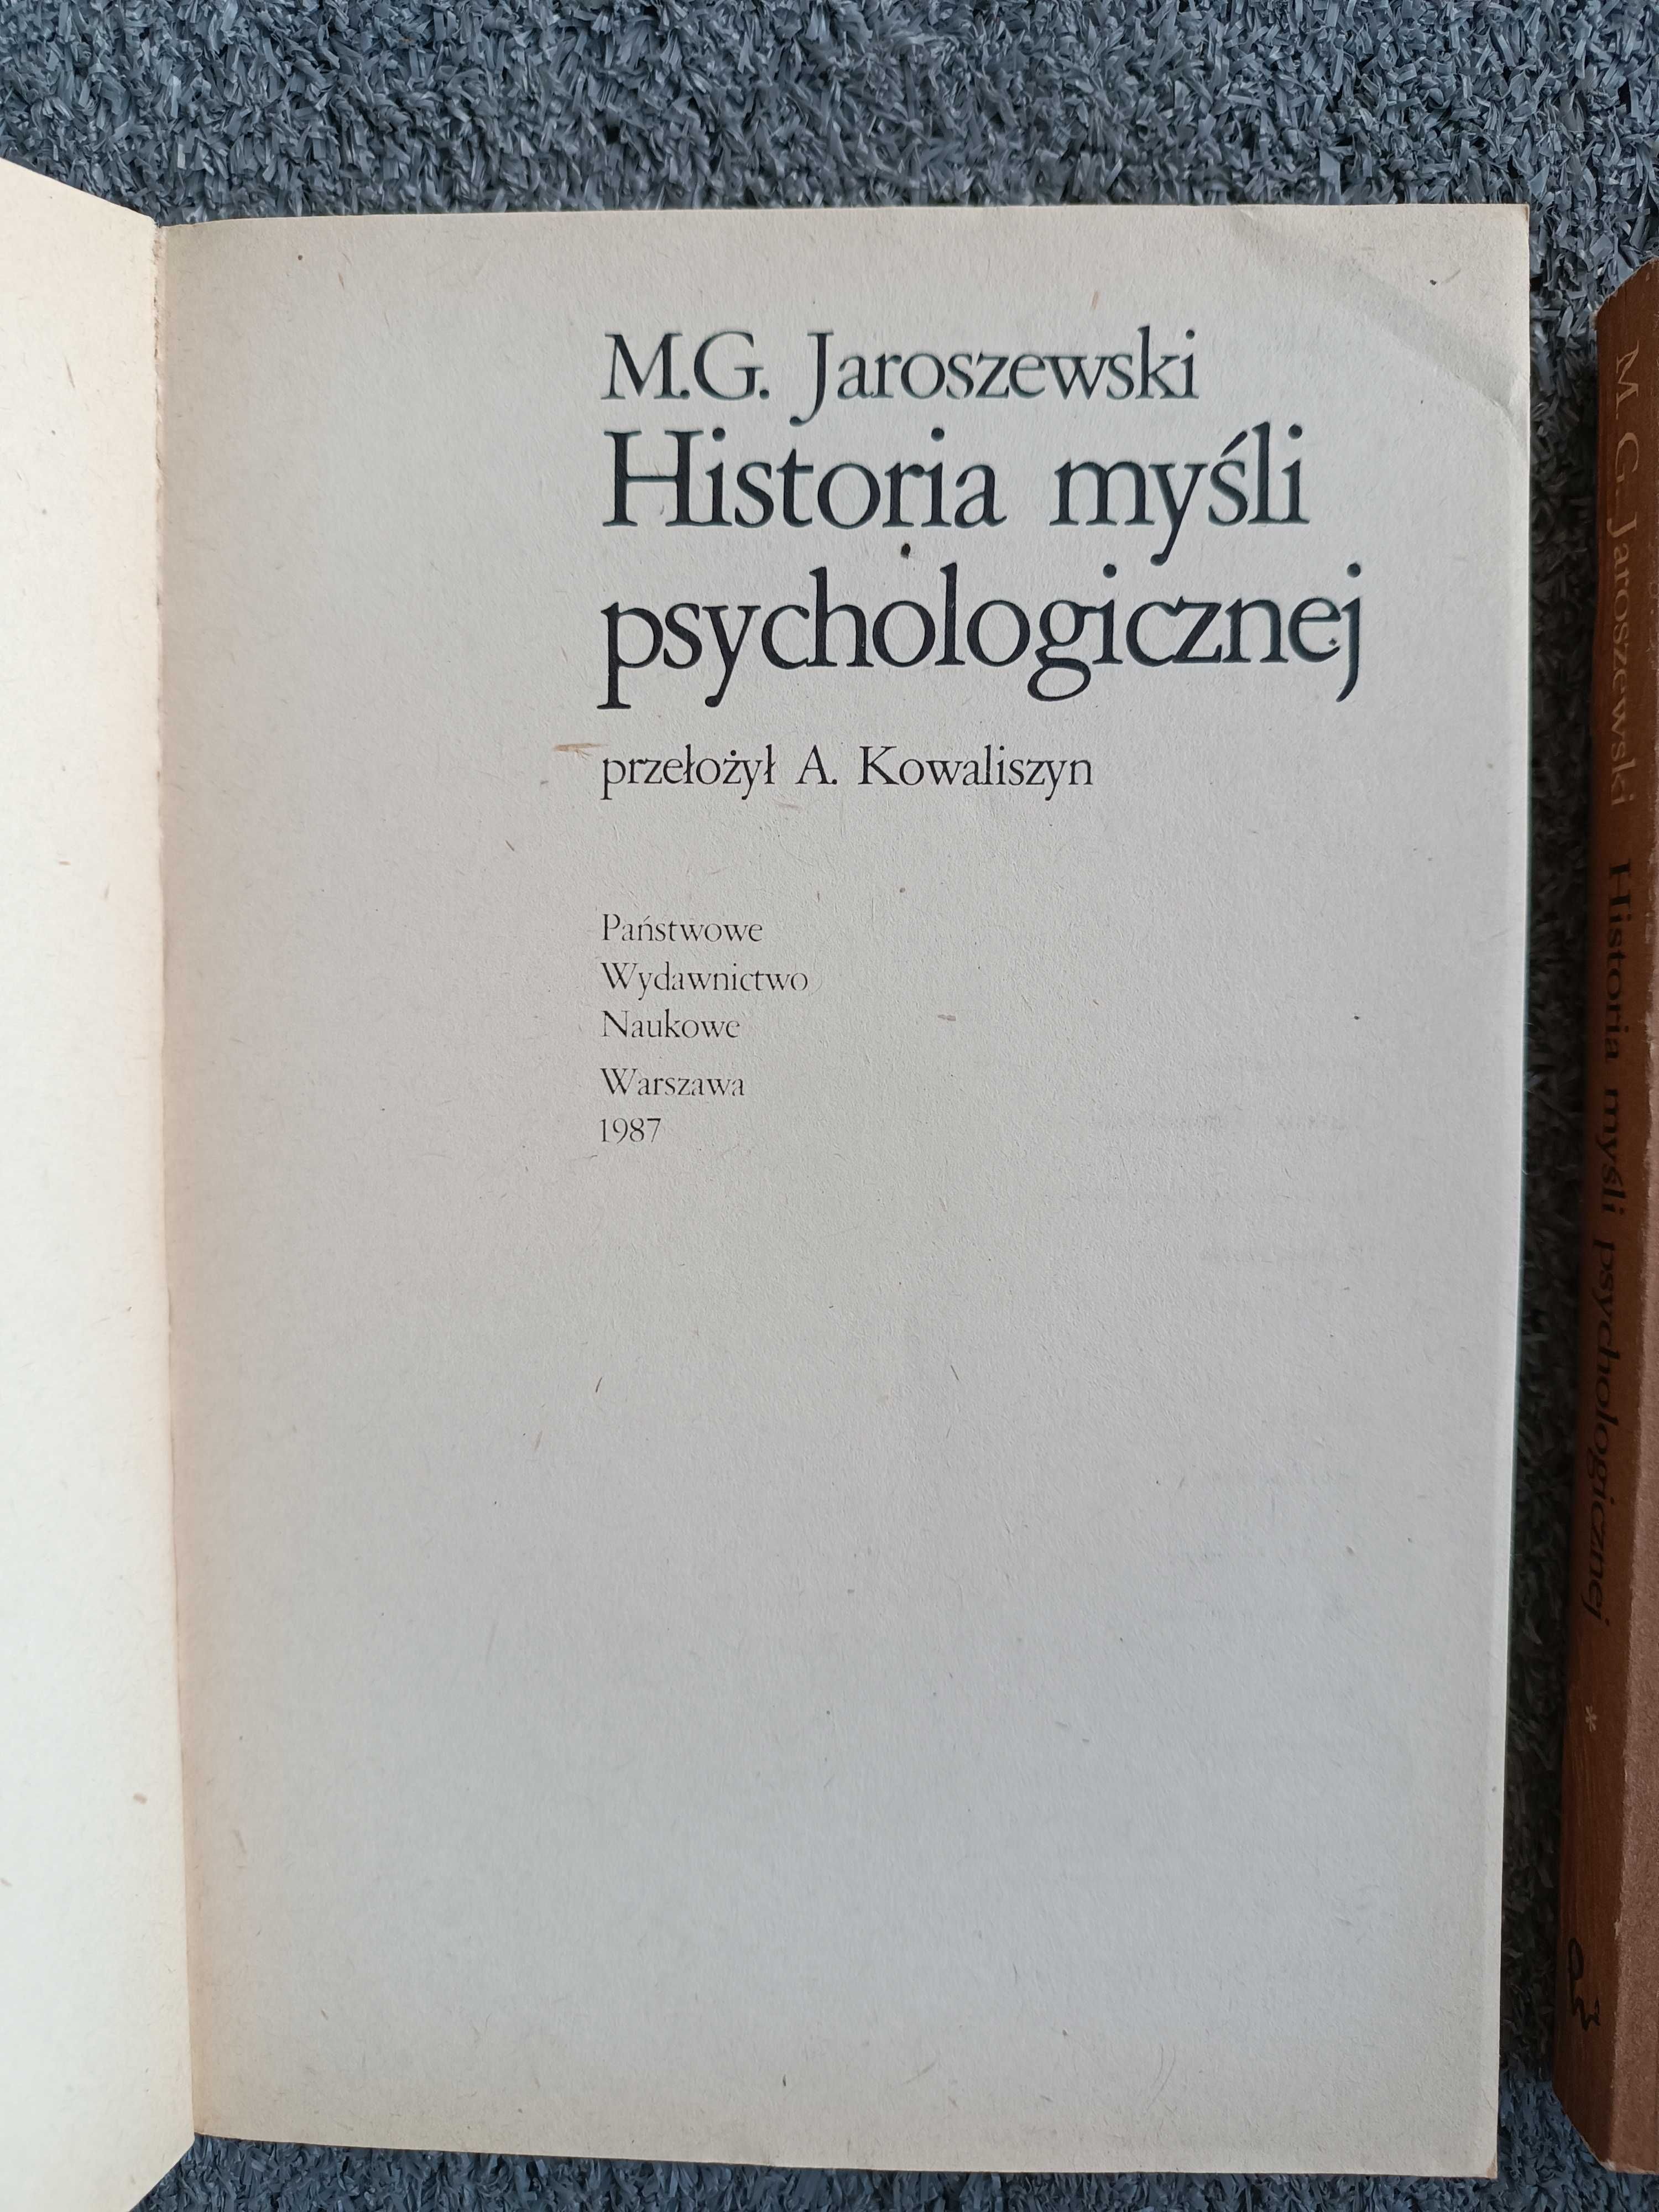 M.G. Jaroszewski
Historia myśli
psychologicznej
przełożył A. Kowaliszyn
Państwowe
Wydawnictwo
Naukowe
Warszawa
1987
M. G. Jaroszewski Historia myśli psychologicznej *